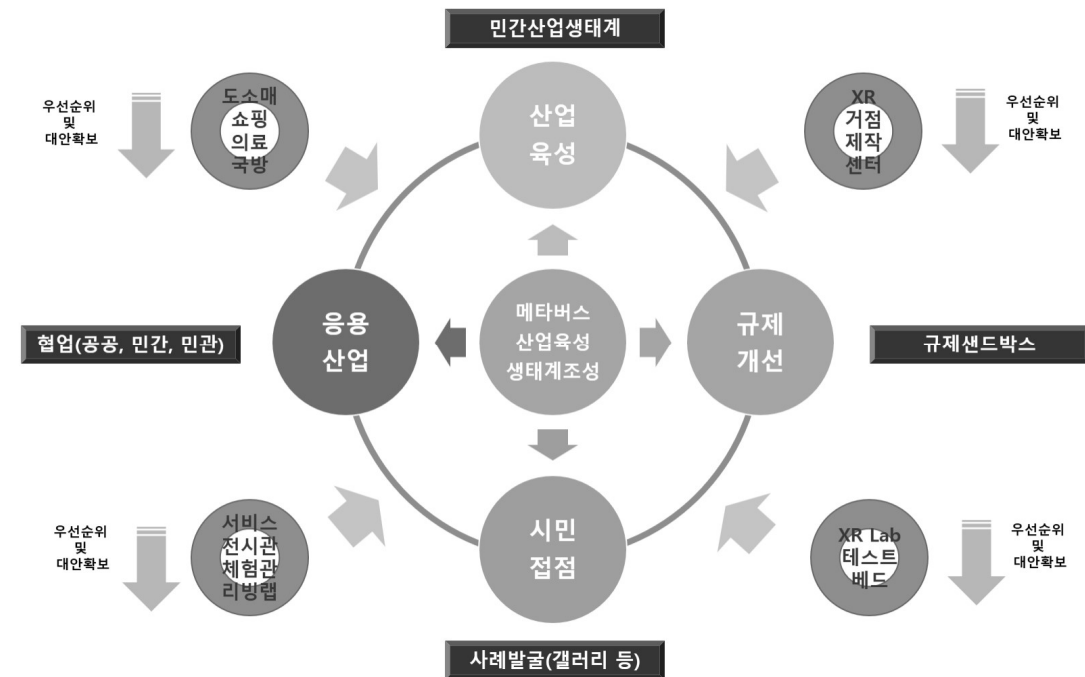 민간산업생태계
우선순위
및
대안확보
도소매
쇼핑
의료
국방
산업
육성
XR
거점
제작
센터
우선순위
및
대안확보
협업(공공, 민간, 민관)
응용
산업
메타버스
산업육성
생태계조성
규제
개선
규제샌드박스
우선순위
및
대안확보
서비스
전시관
체험관
리빙랩
시민
접점
XR Lab
테스트
베드
우선순위
및
대안확보
사례발굴(갤러리 등)